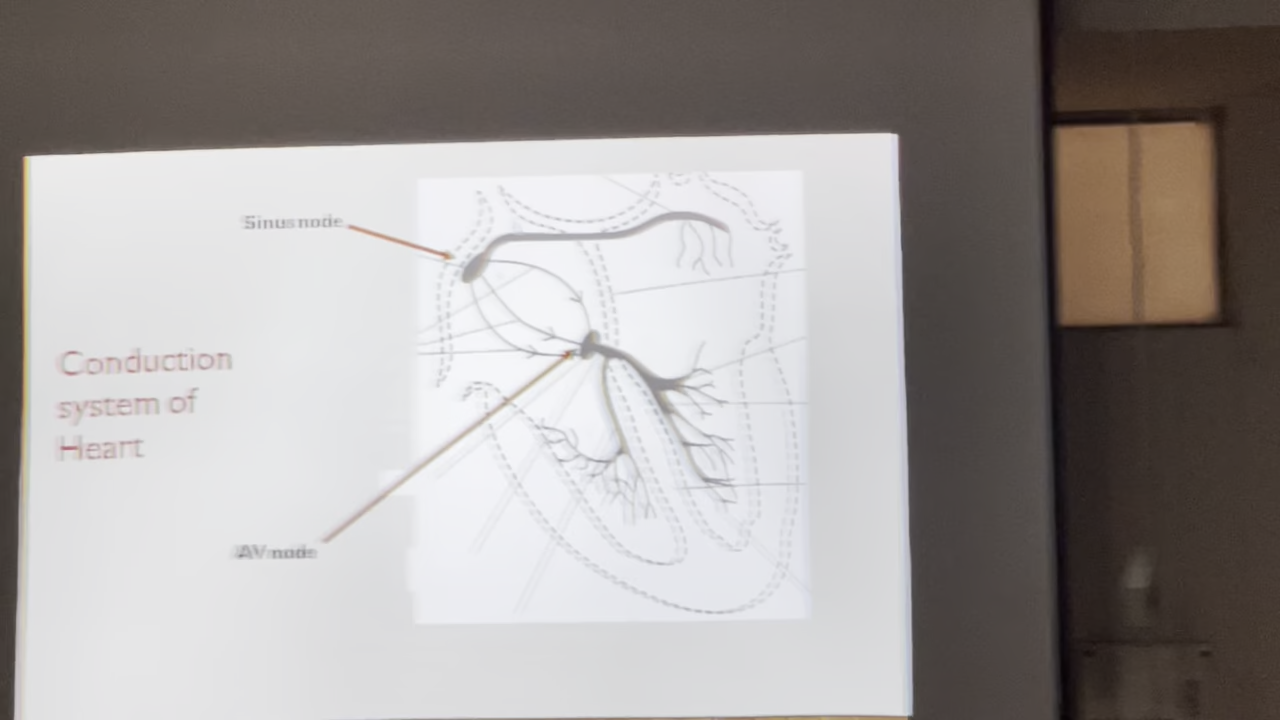 Sinus node
Conduction
system of
Heart
AV node